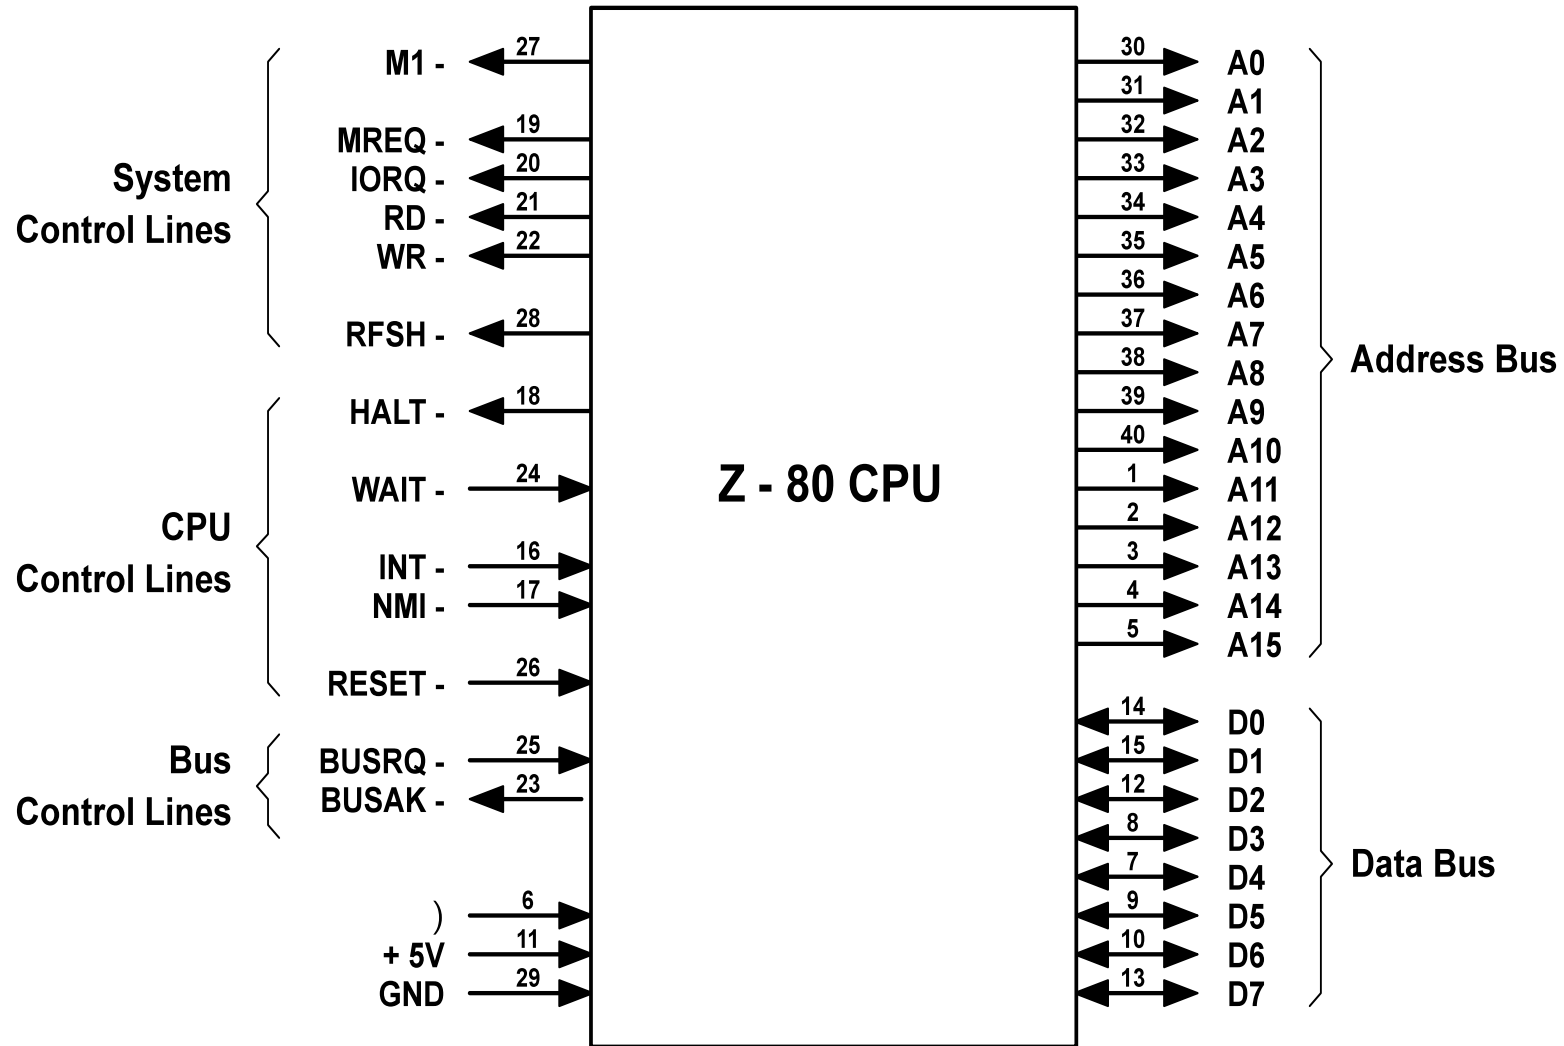 System
Control Lines
M1 - 27
MREQ - 19
IORQ - 20
RD - 21
WR - 22
RFSH - 28
CPU
Control Lines
HALT - 18
WAIT - 24
INT - 16
NMI - 17
RESET - 26
Bus
Control Lines
BUSRQ - 25
BUSAK - 23
) 6
+ 5V 11
GND 29
Z - 80 CPU
30 A0
31 A1
32 A2
33 A3
34 A4
35 A5
36 A6
37 A7
38 A8
39 A9
40 A10
1 A11
2 A12
3 A13
4 A14
5 A15
Address Bus
14 D0
15 D1
12 D2
8 D3
7 D4
9 D5
10 D6
13 D7
Data Bus